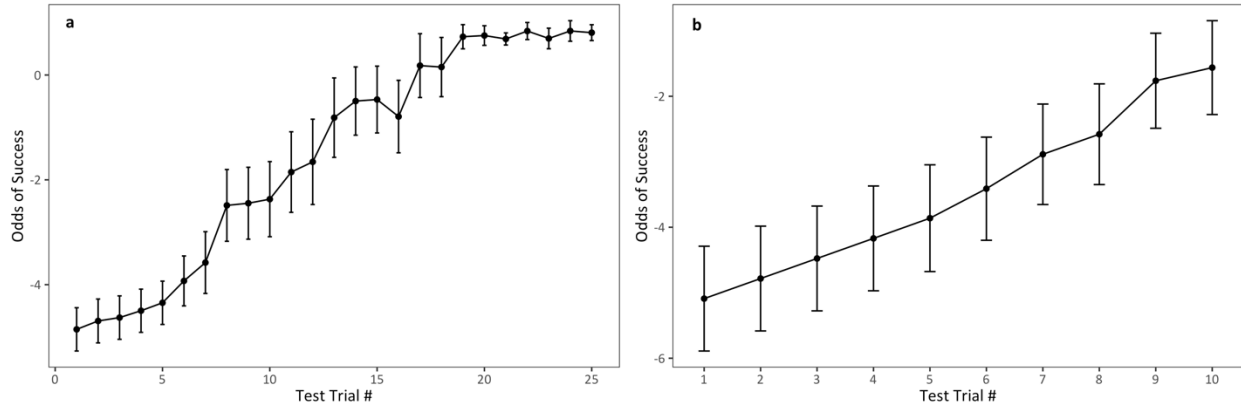 a
Odds of Success
0
-2
-4
0 5 10 15 20 25
Test Trial #
b
Odds of Success
-2
-4
-6
1 2 3 4 5 6 7 8 9 10
Test Trial #